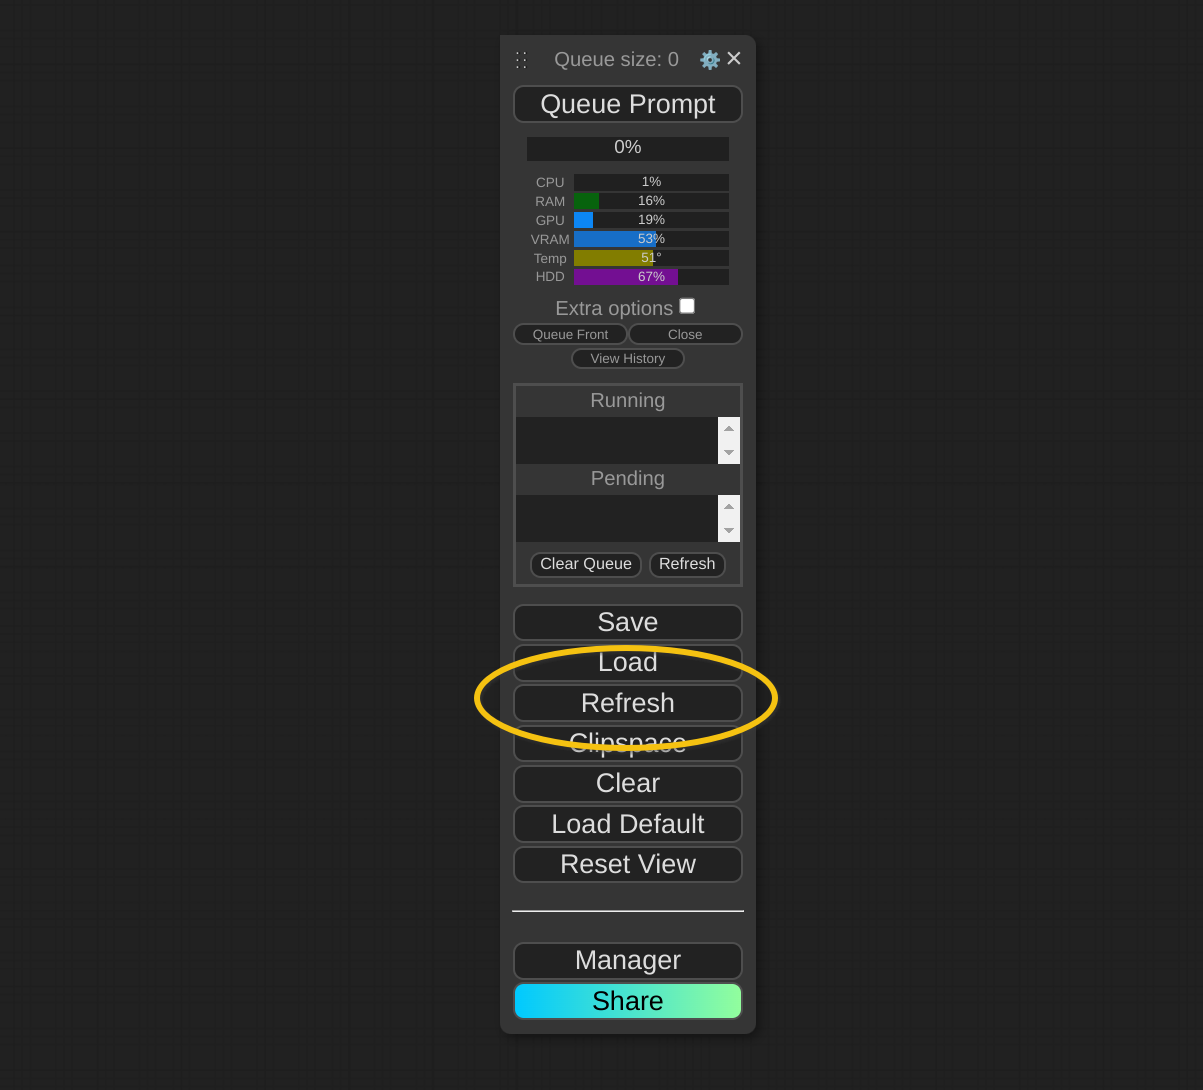 Queue size: 0
Queue Prompt
0%
CPU 1%
RAM 16%
GPU 19%
VRAM 53%
Temp 51°
HDD 67%
Extra options
Queue Front Close
View History
Running
Pending
Clear Queue Refresh
Save
Load
Refresh
Clipspace
Clear
Load Default
Reset View
Manager
Share